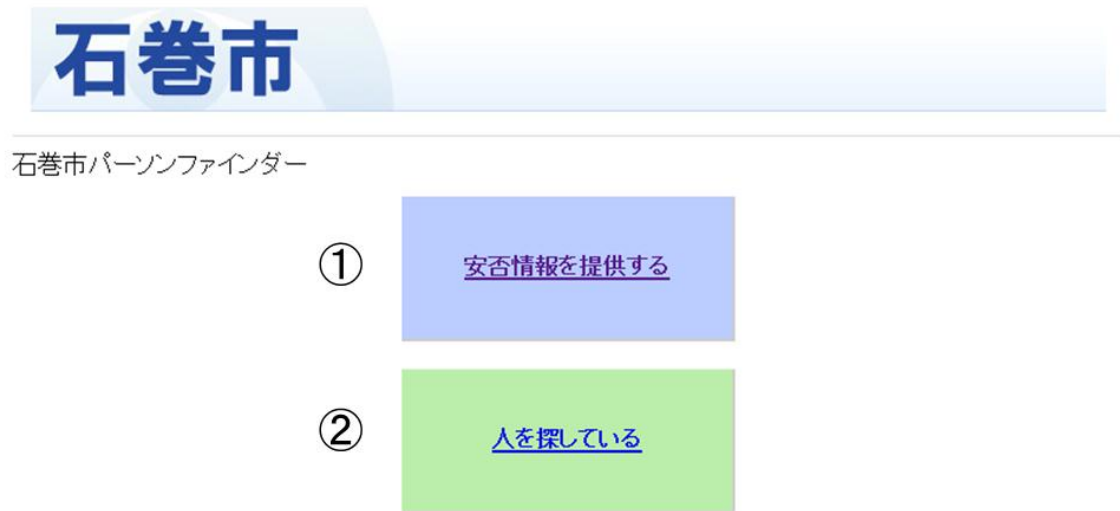 石巻市
石巻市パーソンファインダー
① 安否情報を提供する
② 人を探している